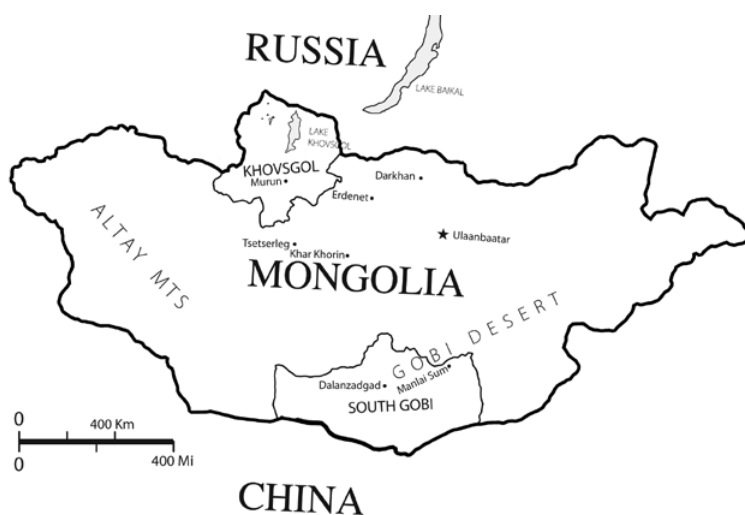 RUSSIA
LAKE BAIKAL
LAKE
KHOVSGOL
KHOVSGOL
Murun
Darkhan
Erdenet
Ulaanbaatar
Tsetserleg
Khar Khorin
ALTAY MTS
MONGOLIA
GOBI DESERT
Dalanzadgad
Manlai Sum
SOUTH GOBI
0
400 Km
0
400 Mi
CHINA